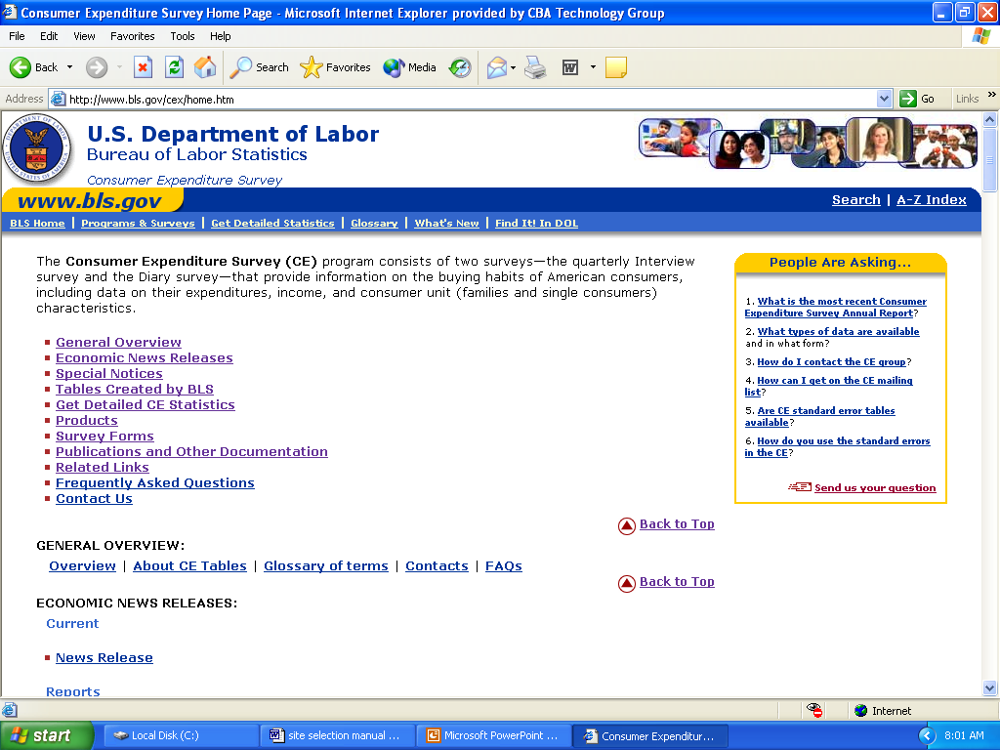 Consumer Expenditure Survey Home Page - Microsoft Internet Explorer provided by CBA Technology Group
File Edit View Favorites Tools Help
Back Search Favorites Media
Address http://www.bls.gov/cex/home.htm Go Links »
U.S. Department of Labor
Bureau of Labor Statistics
Consumer Expenditure Survey
www.bls.gov
Search | A-Z Index
BLS Home | Programs & Surveys | Get Detailed Statistics | Glossary | What's New | Find It! In DOL
The Consumer Expenditure Survey (CE) program consists of two surveys—the quarterly Interview
survey and the Diary survey—that provide information on the buying habits of American consumers,
including data on their expenditures, income, and consumer unit (families and single consumers)
characteristics.
General Overview
Economic News Releases
Special Notices
Tables Created by BLS
Get Detailed CE Statistics
Products
Survey Forms
Publications and Other Documentation
Related Links
Frequently Asked Questions
Contact Us
People Are Asking...
1. What is the most recent Consumer
Expenditure Survey Annual Report?
2. What types of data are available
and in what form?
3. How do I contact the CE group?
4. How can I get on the CE mailing
list?
5. Are CE standard error tables
available?
6. How do you use the standard errors
in the CE?
Send us your question
Back to Top
GENERAL OVERVIEW:
Overview | About CE Tables | Glossary of terms | Contacts | FAQs
Back to Top
ECONOMIC NEWS RELEASES:
Current
News Release
Reports
Internet
start Local Disk (C:) site selection manual ... Microsoft PowerPoint ... Consumer Expenditur... 8:01 AM